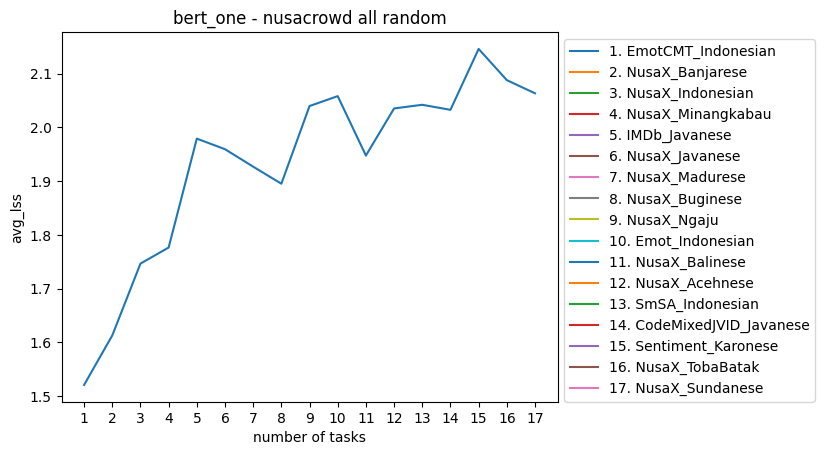 bert_one - nusacrowd all random
avg_lss
2.1
2.0
1.9
1.8
1.7
1.6
1.5
1 2 3 4 5 6 7 8 9 10 11 12 13 14 15 16 17
number of tasks
1. EmotCMT_Indonesian
2. NusaX_Banjarese
3. NusaX_Indonesian
4. NusaX_Minangkabau
5. IMDb_Javanese
6. NusaX_Javanese
7. NusaX_Madurese
8. NusaX_Buginese
9. NusaX_Ngaju
10. Emot_Indonesian
11. NusaX_Balinese
12. NusaX_Acehnese
13. SmSA_Indonesian
14. CodeMixedJVID_Javanese
15. Sentiment_Karonese
16. NusaX_TobaBatak
17. NusaX_Sundanese